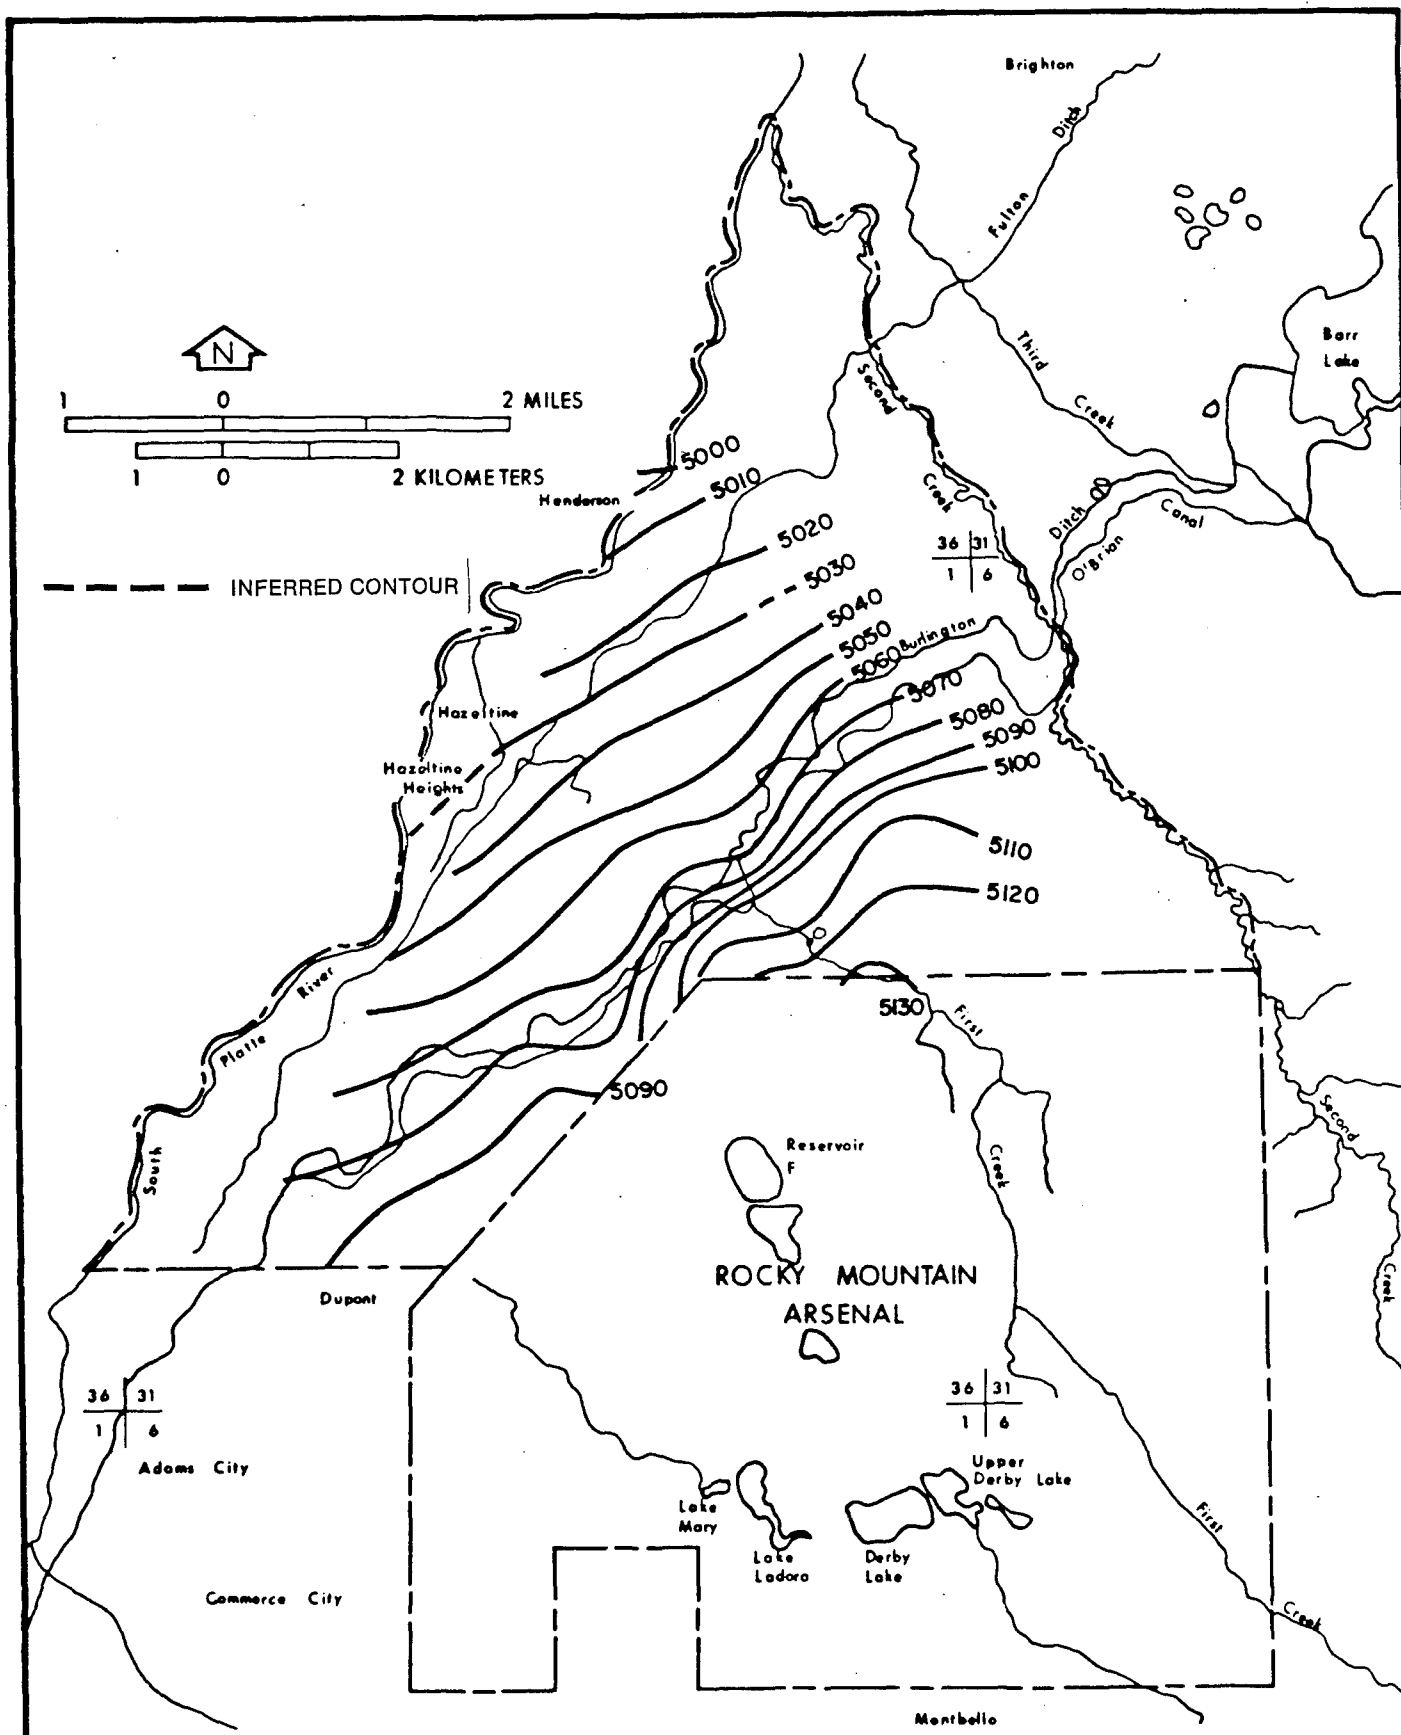 Brighton
Ditch
Fulton
N
Barr
Lake
Third
Second
1 0 2 MILES
Creek
5000
1 0 2 KILOMETERS
5010
Henderson
Creek
Ditch
Canal
5020
36 31
O'Brian
1 6
5030
INFERRED CONTOUR
5040
5050
Burlington
5060
5070
Hazeltine
5080
5090
Hazeltine
Heights
5100
5110
5120
River
5130
First
Platte
5090
Second
South
Reservoir
F
Creek
ROCKY MOUNTAIN
ARSENAL
Creek
Dupont
36 31
1 6
36 31
1 6
Adams City
Upper
Derby Lake
Lake
Mary
First
Lake
Ladora
Derby
Lake
Commerce City
Creek
Montbello